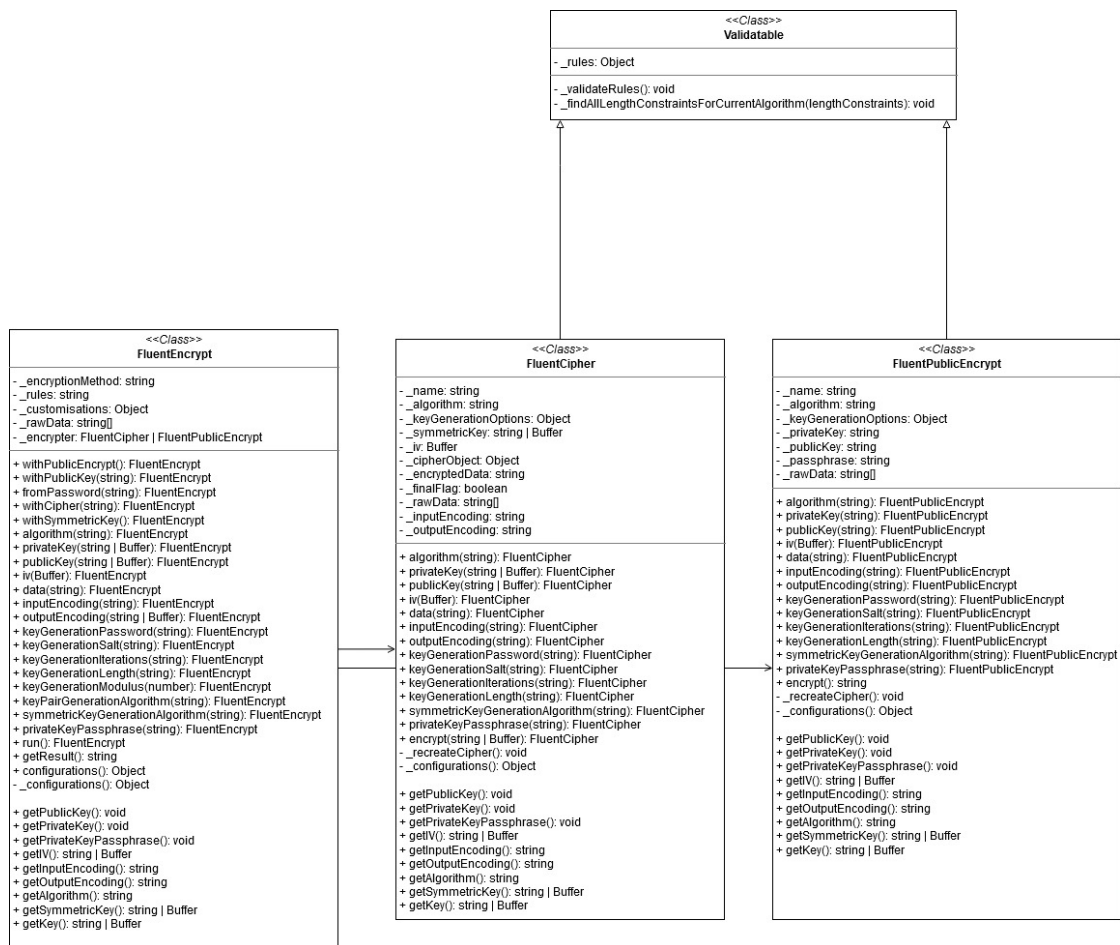 <<Class>>
Validatable
- _rules: Object
- _validateRules(): void
- _findAllLengthConstraintsForCurrentAlgorithm(lengthConstraints): void
<<Class>>
FluentEncrypt
- _encryptionMethod: string
- _rules: string
- _customisations: Object
- _rawData: string[]
- _encrypter: FluentCipher | FluentPublicEncrypt
+ withPublicEncrypt(): FluentEncrypt
+ withPublicKey(string): FluentEncrypt
+ fromPassword(string): FluentEncrypt
+ withCipher(string): FluentEncrypt
+ withSymmetricKey(): FluentEncrypt
+ algorithm(string): FluentEncrypt
+ privateKey(string | Buffer): FluentEncrypt
+ publicKey(string | Buffer): FluentEncrypt
+ iv(Buffer): FluentEncrypt
+ data(string): FluentEncrypt
+ inputEncoding(string): FluentEncrypt
+ outputEncoding(string | Buffer): FluentEncrypt
+ keyGenerationPassword(string): FluentEncrypt
+ keyGenerationSalt(string): FluentEncrypt
+ keyGenerationIterations(string): FluentEncrypt
+ keyGenerationLength(string): FluentEncrypt
+ keyGenerationModulus(number): FluentEncrypt
+ keyPairGenerationAlgorithm(string): FluentEncrypt
+ symmetricKeyGenerationAlgorithm(string): FluentEncrypt
+ privateKeyPassphrase(string): FluentEncrypt
+ run(): FluentEncrypt
+ getResult(): string
+ configurations(): Object
- _configurations(): Object
+ getPublicKey(): void
+ getPrivateKey(): void
+ getPrivateKeyPassphrase(): void
+ getIV(): string | Buffer
+ getInputEncoding(): string
+ getOutputEncoding(): string
+ getAlgorithm(): string
+ getSymmetricKey(): string | Buffer
+ getKey(): string | Buffer
<<Class>>
FluentCipher
- _name: string
- _algorithm: string
- _keyGenerationOptions: Object
- _symmetricKey: string | Buffer
- _iv: Buffer
- _cipherObject: Object
- _encryptedData: string
- _finalFlag: boolean
- _rawData: string[]
- _inputEncoding: string
- _outputEncoding: string
+ algorithm(string): FluentCipher
+ privateKey(string | Buffer): FluentCipher
+ publicKey(string | Buffer): FluentCipher
+ iv(Buffer): FluentCipher
+ data(string): FluentCipher
+ inputEncoding(string): FluentCipher
+ outputEncoding(string): FluentCipher
+ keyGenerationPassword(string): FluentCipher
+ keyGenerationSalt(string): FluentCipher
+ keyGenerationIterations(string): FluentCipher
+ keyGenerationLength(string): FluentCipher
+ symmetricKeyGenerationAlgorithm(string): FluentCipher
+ privateKeyPassphrase(string): FluentCipher
+ encrypt(string | Buffer): FluentCipher
- _recreateCipher(): void
- _configurations(): Object
+ getPublicKey(): void
+ getPrivateKey(): void
+ getPrivateKeyPassphrase(): void
+ getIV(): string | Buffer
+ getInputEncoding(): string
+ getOutputEncoding(): string
+ getAlgorithm(): string
+ getSymmetricKey(): string | Buffer
+ getKey(): string | Buffer
<<Class>>
FluentPublicEncrypt
- _name: string
- _algorithm: string
- _keyGenerationOptions: Object
- _privateKey: string
- _publicKey: string
- _passphrase: string
- _rawData: string[]
+ algorithm(string): FluentPublicEncrypt
+ privateKey(string): FluentPublicEncrypt
+ publicKey(string): FluentPublicEncrypt
+ iv(Buffer): FluentPublicEncrypt
+ data(string): FluentPublicEncrypt
+ inputEncoding(string): FluentPublicEncrypt
+ outputEncoding(string): FluentPublicEncrypt
+ keyGenerationPassword(string): FluentPublicEncrypt
+ keyGenerationSalt(string): FluentPublicEncrypt
+ keyGenerationIterations(string): FluentPublicEncrypt
+ keyGenerationLength(string): FluentPublicEncrypt
+ symmetricKeyGenerationAlgorithm(string): FluentPublicEncrypt
+ privateKeyPassphrase(string): FluentPublicEncrypt
+ encrypt(): string
- _recreateCipher(): void
- _configurations(): Object
+ getPublicKey(): void
+ getPrivateKey(): void
+ getPrivateKeyPassphrase(): void
+ getIV(): string | Buffer
+ getInputEncoding(): string
+ getOutputEncoding(): string
+ getAlgorithm(): string
+ getSymmetricKey(): string | Buffer
+ getKey(): string | Buffer